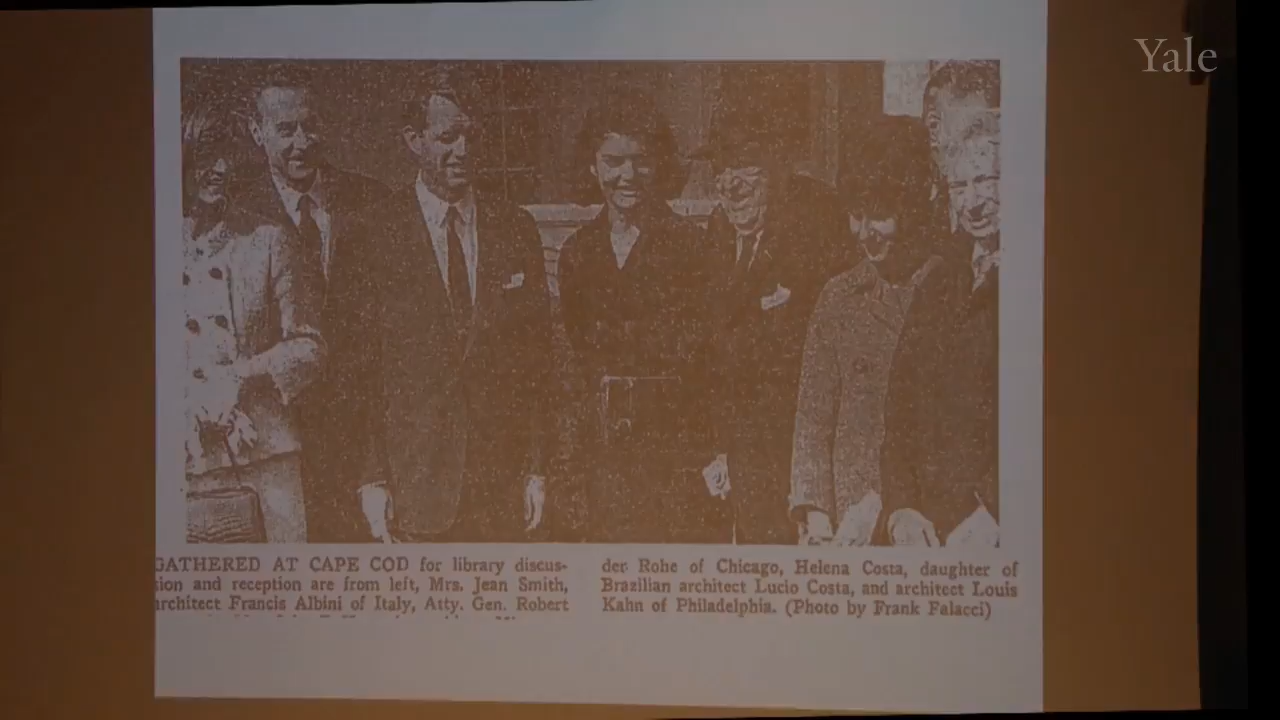 Yale
GATHERED AT CAPE COD for library discus-
sion and reception are from left, Mrs. Jean Smith,
architect Francis Albini of Italy, Atty. Gen. Robert
der Rohe of Chicago, Helena Costa, daughter of
Brazilian architect Lucio Costa, and architect Louis
Kahn of Philadelphia. (Photo by Frank Falacci)